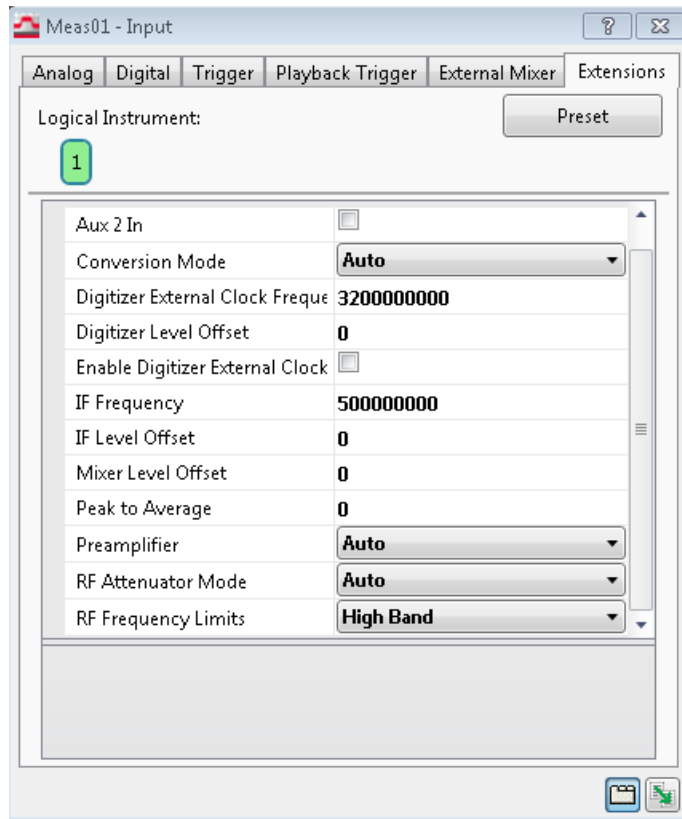 Meas01 - Input
Analog Digital Trigger Playback Trigger External Mixer Extensions
Logical Instrument: Preset
1
Aux 2 In
Conversion Mode Auto
Digitizer External Clock Freque 3200000000
Digitizer Level Offset 0
Enable Digitizer External Clock
IF Frequency 500000000
IF Level Offset 0
Mixer Level Offset 0
Peak to Average 0
Preamplifier Auto
RF Attenuator Mode Auto
RF Frequency Limits High Band